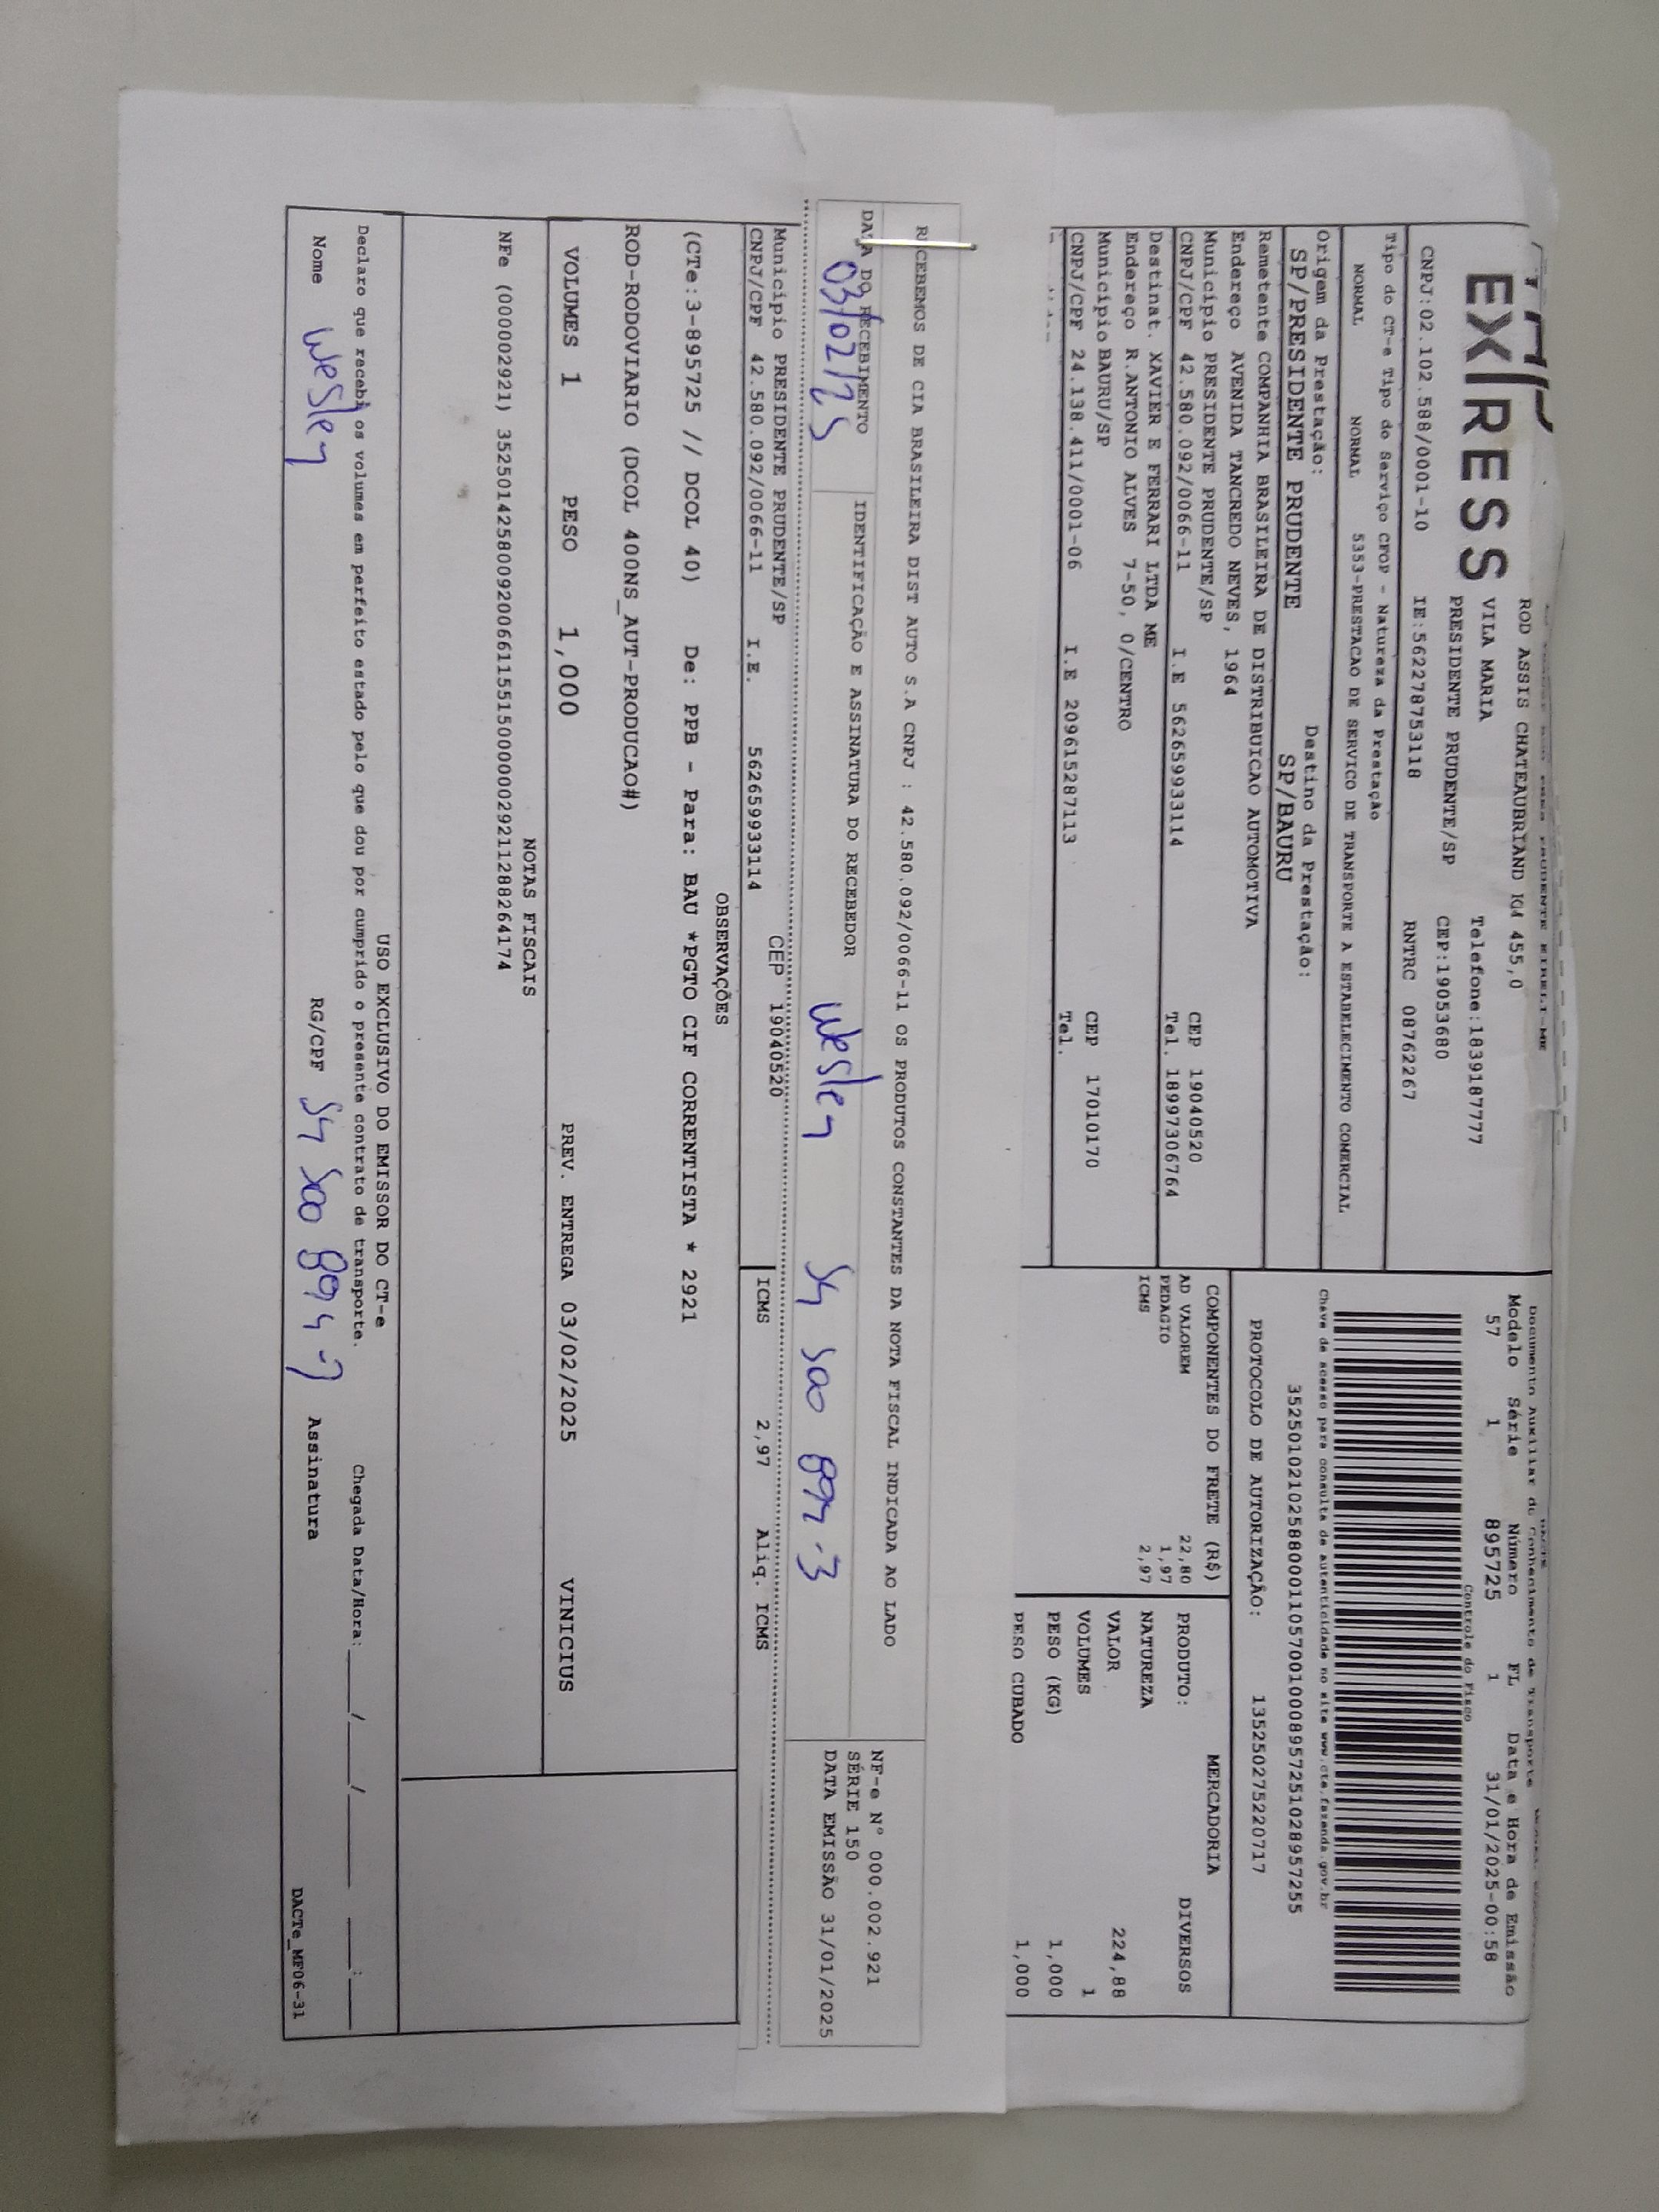 EXPRESS
ROD ASSIS CHATEAUBRIAND KM 455,0
VILA MARIA
Telefone:1839187777
PRESIDENTE PRUDENTE/SP
CEP:19053680
CNPJ:02.102.588/0001-10 IE:562278753118 RNTRC 08762267
Tipo do CT-e Tipo do Serviço CFOP - Natureza da Prestação
NORMAL NORMAL 5353-PRESTACAO DE SERVICO DE TRANSPORTE A ESTABELECIMENTO COMERCIAL
Origem da Prestação: Destino da Prestação:
SP/PRESIDENTE PRUDENTE SP/BAURU
Remetente COMPANHIA BRASILEIRA DE DISTRIBUICAO AUTOMOTIVA
Endereço AVENIDA TANCREDO NEVES, 1964
Município PRESIDENTE PRUDENTE/SP CEP 19040520
CNPJ/CPF 42.580.092/0066-11 I.E 562659933114 Tel. 18997306764
Destinat. XAVIER E FERRARI LTDA ME
Endereço R.ANTONIO ALVES 7-50, 0/CENTRO
Município BAURU/SP CEP 17010170
CNPJ/CPF 24.138.411/0001-06 I.E 209615287113 Tel.
Documento Auxiliar do Conhecimento de Transporte
Modelo Série Número FL Data e Hora de Emissão
57 1 895725 1 31/01/2025-00:58
Controle do Fisco
Chave de acesso para consulta de autenticidade no site www.cte.fazenda.gov.br
35250102102588000110570010008957251028957255
PROTOCOLO DE AUTORIZAÇÃO: 135250275220717
COMPONENTES DO FRETE (R$)
AD VALOREM 22,80
PEDAGIO 1,97
ICMS 2,97
MERCADORIA
PRODUTO: DIVERSOS
NATUREZA
VALOR 224,88
VOLUMES 1
PESO (KG) 1,000
PESO CUBADO 1,000
RECEBEMOS DE CIA BRASILEIRA DIST AUTO S.A CNPJ : 42.580.092/0066-11 OS PRODUTOS CONSTANTES DA NOTA FISCAL INDICADA AO LADO
DATA DO RECEBIMENTO IDENTIFICAÇÃO E ASSINATURA DO RECEBEDOR
03/02/25 Wesley
NF-e N° 000.002.921
SÉRIE 150
DATA EMISSÃO 31/01/2025
Município PRESIDENTE PRUDENTE/SP CEP 19040520
CNPJ/CPF 42.580.092/0066-11 I.E. 562659933114
ICMS 2,97 Aliq. ICMS
OBSERVAÇÕES
(CTe:3-895725 // DCOL 40) De: PPB - Para: BAU *PGTO CIF CORRENTISTA * 2921
ROD-RODOVIARIO (DCOL 400NS_AUT-PRODUCAO#)
VOLUMES 1 PESO 1,000 PREV. ENTREGA 03/02/2025 VINICIUS
NOTAS FISCAIS
NFe (000002921) 35250142580092006611551500000029211288264174
USO EXCLUSIVO DO EMISSOR DO CT-e
Declaro que recebi os volumes em perfeito estado pelo que dou por cumprido o presente contrato de transporte. Chegada Data/Hora: ___/___/___ __:__
Nome Wesley RG/CPF Assinatura
DACTe_MF06-31